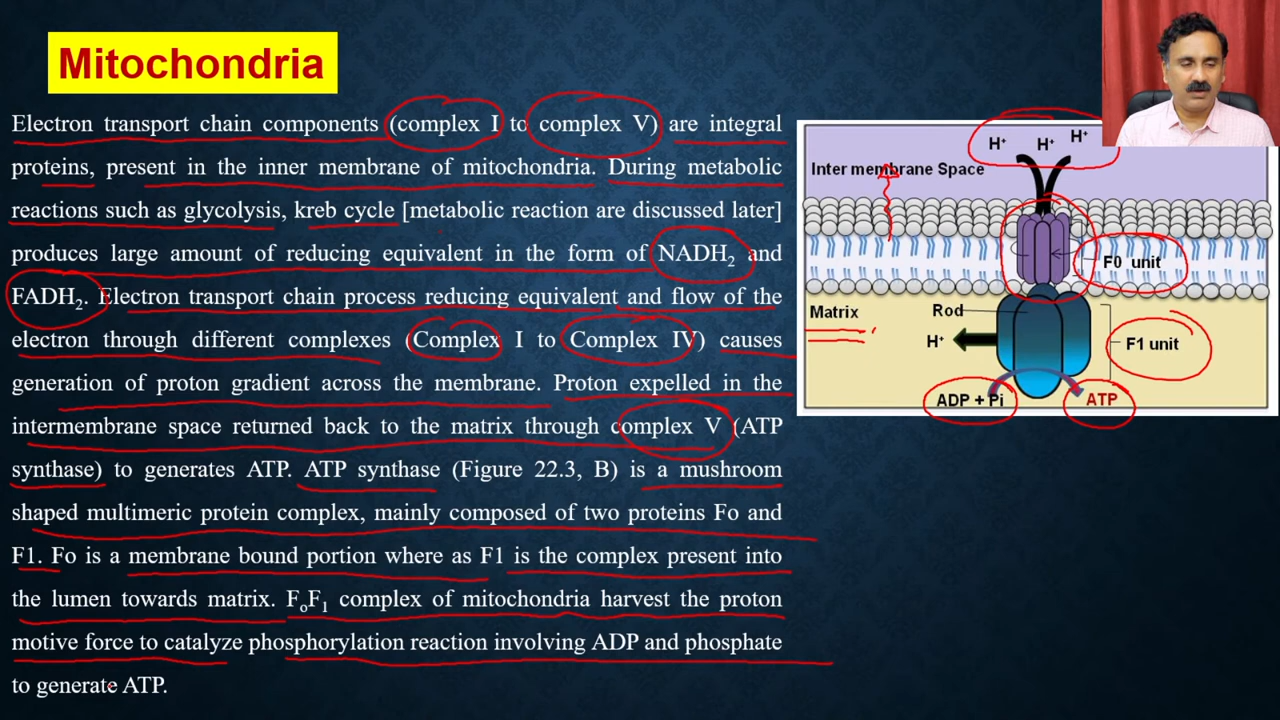 Mitochondria
Electron transport chain components (complex I to complex V) are integral
proteins, present in the inner membrane of mitochondria. During metabolic
reactions such as glycolysis, kreb cycle [metabolic reaction are discussed later]
produces large amount of reducing equivalent in the form of NADH₂ and
FADH₂. Electron transport chain process reducing equivalent and flow of the
electron through different complexes (Complex I to Complex IV) causes
generation of proton gradient across the membrane. Proton expelled in the
intermembrane space returned back to the matrix through complex V (ATP
synthase) to generates ATP. ATP synthase (Figure 22.3, B) is a mushroom
shaped multimeric protein complex, mainly composed of two proteins Fo and
F1. Fo is a membrane bound portion where as F1 is the complex present into
the lumen towards matrix. FₒF₁ complex of mitochondria harvest the proton
motive force to catalyze phosphorylation reaction involving ADP and phosphate
to generate ATP.
H⁺ H⁺ H⁺
Inter membrane Space
F0 unit
Matrix
Rod
H⁺
F1 unit
ADP + Pi
ATP